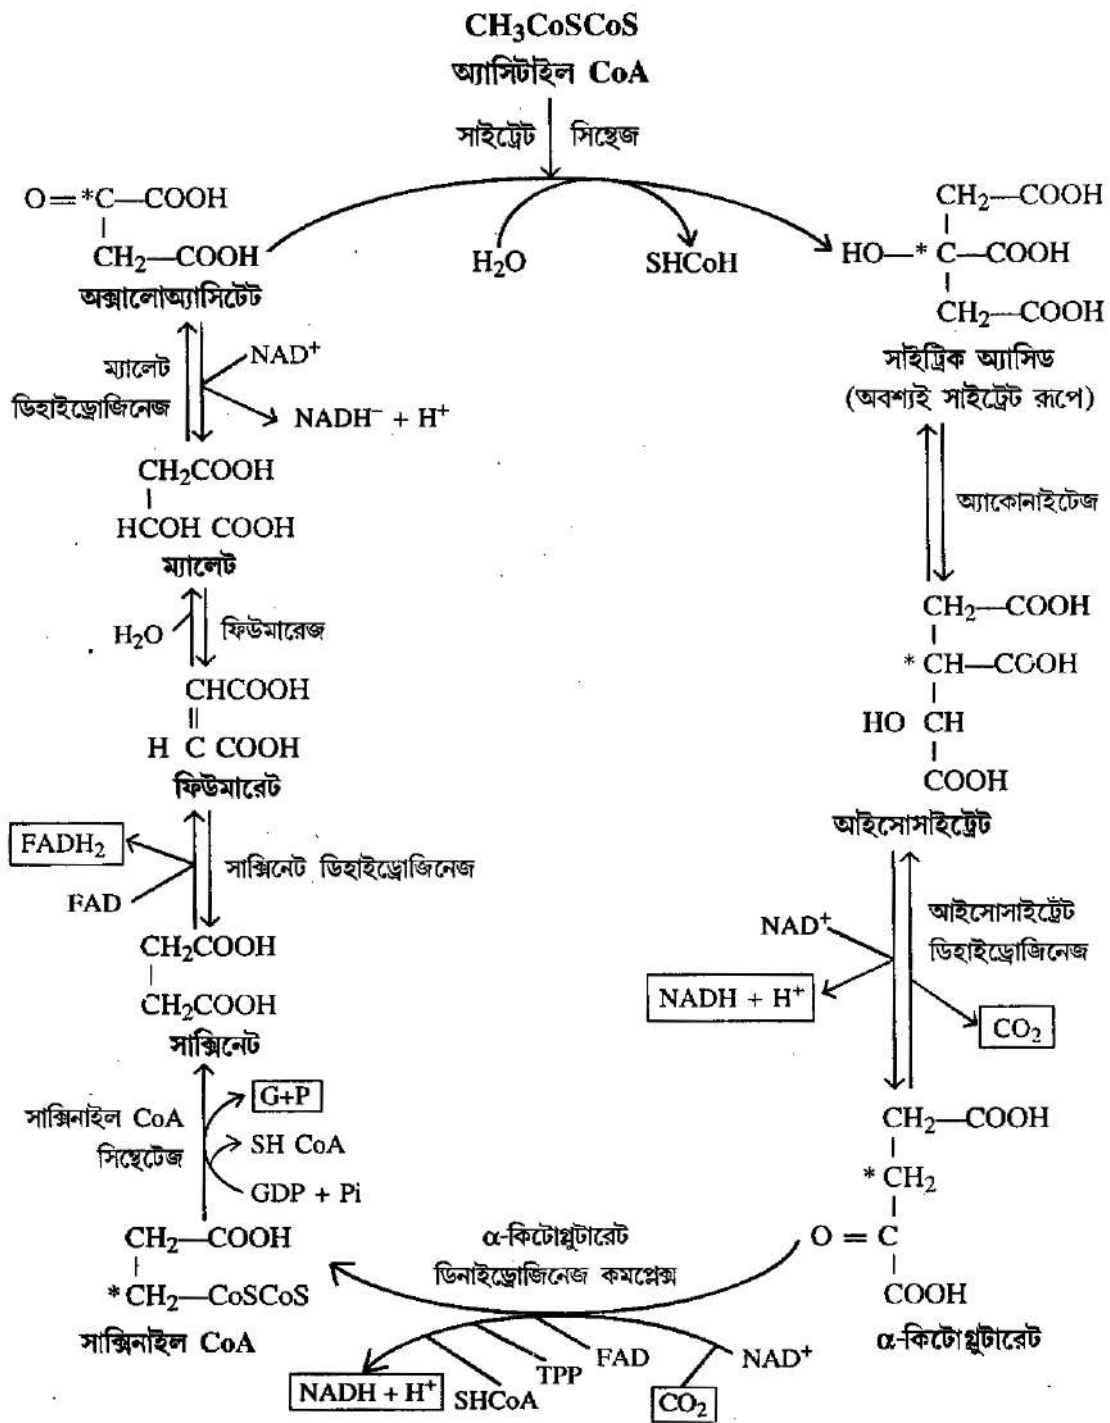 CH₃CoSCoS
অ্যাসিটাইল CoA
সাইট্রেট সিন্থেজ
O=*C—COOH
CH₂—COOH
অক্সালোঅ্যাসিটেট
H₂O
SHCoH
CH₂—COOH
HO—*C—COOH
CH₂—COOH
সাইট্রিক অ্যাসিড
(অবশ্যই সাইট্রেট রূপে)
ম্যালেট
ডিহাইড্রোজিনেজ
NAD⁺
NADH⁻ + H⁺
অ্যাকোনাইটেজ
CH₂COOH
HCOH COOH
ম্যালেট
H₂O
ফিউমারেজ
CH₂—COOH
*CH—COOH
HO CH
COOH
আইসোসাইট্রেট
CHCOOH
||
H C COOH
ফিউমারেট
FADH₂
FAD
সাক্সিনেট ডিহাইড্রোজিনেজ
NAD⁺
NADH + H⁺
আইসোসাইট্রেট
ডিহাইড্রোজিনেজ
CO₂
CH₂COOH
CH₂COOH
সাক্সিনেট
সাক্সিনাইল CoA
সিন্থেটেজ
G+P
SH CoA
GDP + Pi
CH₂—COOH
*CH₂
O=C
COOH
α-কিটোগ্লুটারেট
α-কিটোগ্লুটারেট
ডিনাইড্রোজিনেজ কমপ্লেক্স
CH₂—COOH
*CH₂—CoSCoS
সাক্সিনাইল CoA
NADH + H⁺
SHCoA
TPP
FAD
CO₂
NAD⁺